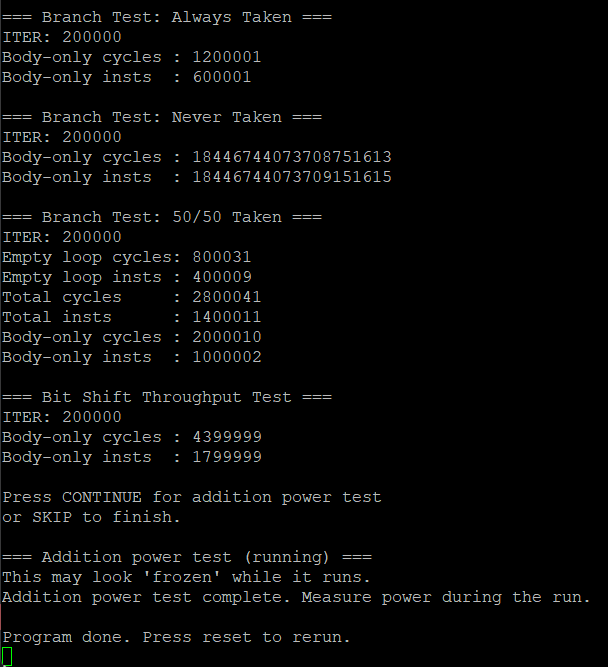 === Branch Test: Always Taken ===
ITER: 200000
Body-only cycles : 1200001
Body-only insts  : 600001

=== Branch Test: Never Taken ===
ITER: 200000
Body-only cycles : 18446744073708751613
Body-only insts  : 18446744073709151615

=== Branch Test: 50/50 Taken ===
ITER: 200000
Empty loop cycles: 800031
Empty loop insts : 400009
Total cycles     : 2800041
Total insts      : 1400011
Body-only cycles : 2000010
Body-only insts  : 1000002

=== Bit Shift Throughput Test ===
ITER: 200000
Body-only cycles : 4399999
Body-only insts  : 1799999

Press CONTINUE for addition power test
or SKIP to finish.

=== Addition power test (running) ===
This may look 'frozen' while it runs.
Addition power test complete. Measure power during the run.

Program done. Press reset to rerun.